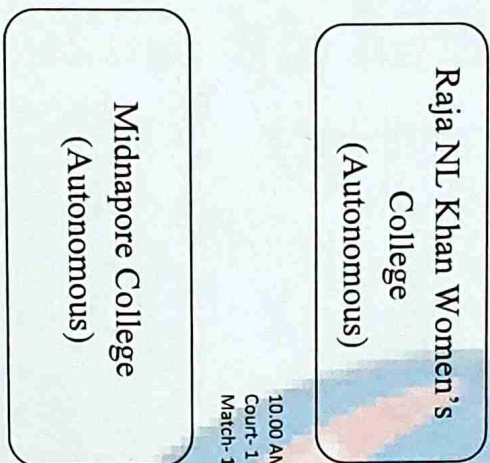 Raja NL Khan Women's
College
(Autonomous)
10.00 AM
Court- 1
Match- 1
Midnapore College
(Autonomous)